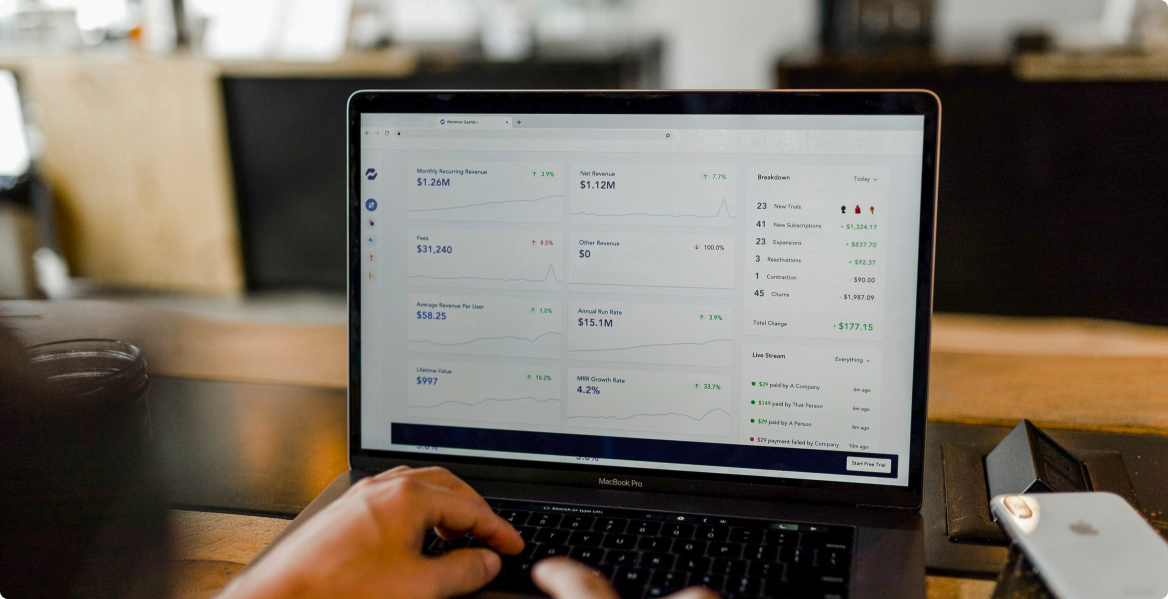 Revenue Dashb
Monthly Recurring Revenue
$1.26M
↑ 3.9%
Net Revenue
$1.12M
↑ 7.7%
Fees
$31,240
↑ 8.5%
Other Revenue
$0
↓ 100.0%
Average Revenue Per User
$58.25
↑ 1.0%
Annual Run Rate
$15.1M
↑ 3.9%
Lifetime Value
$997
↑ 16.2%
MRR Growth Rate
4.2%
↑ 33.7%
Breakdown
Today
23 New Trials
41 New Subscriptions + $1,324.17
23 Expansions + $837.70
3 Reactivations + $92.37
1 Contraction - $90.00
45 Churns - $1,987.09
Total Change + $177.15
Live Stream
Everything
$29 paid by A Company 6m ago
$149 paid by That Person 6m ago
$29 paid by A Person 8m ago
$29 payment failed by Company 10m ago
Start Free Trial
MacBook Pro
Search or type URL